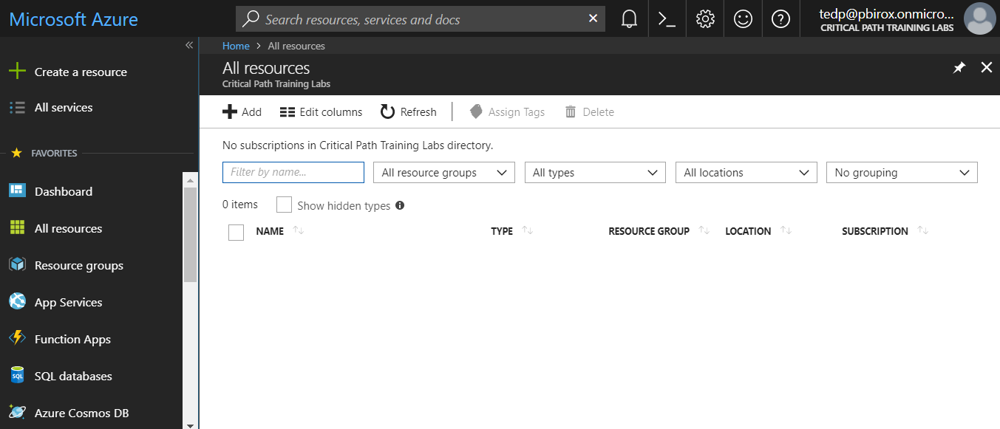 Microsoft Azure
Search resources, services and docs
tedp@pbirox.onmicro...
CRITICAL PATH TRAINING LABS
Create a resource
All services
FAVORITES
Dashboard
All resources
Resource groups
App Services
Function Apps
SQL
SQL databases
Azure Cosmos DB
Home > All resources
All resources
Critical Path Training Labs
Add Edit columns Refresh Assign Tags Delete
No subscriptions in Critical Path Training Labs directory.
Filter by name... All resource groups All types All locations No grouping
0 items Show hidden types
NAME TYPE RESOURCE GROUP LOCATION SUBSCRIPTION